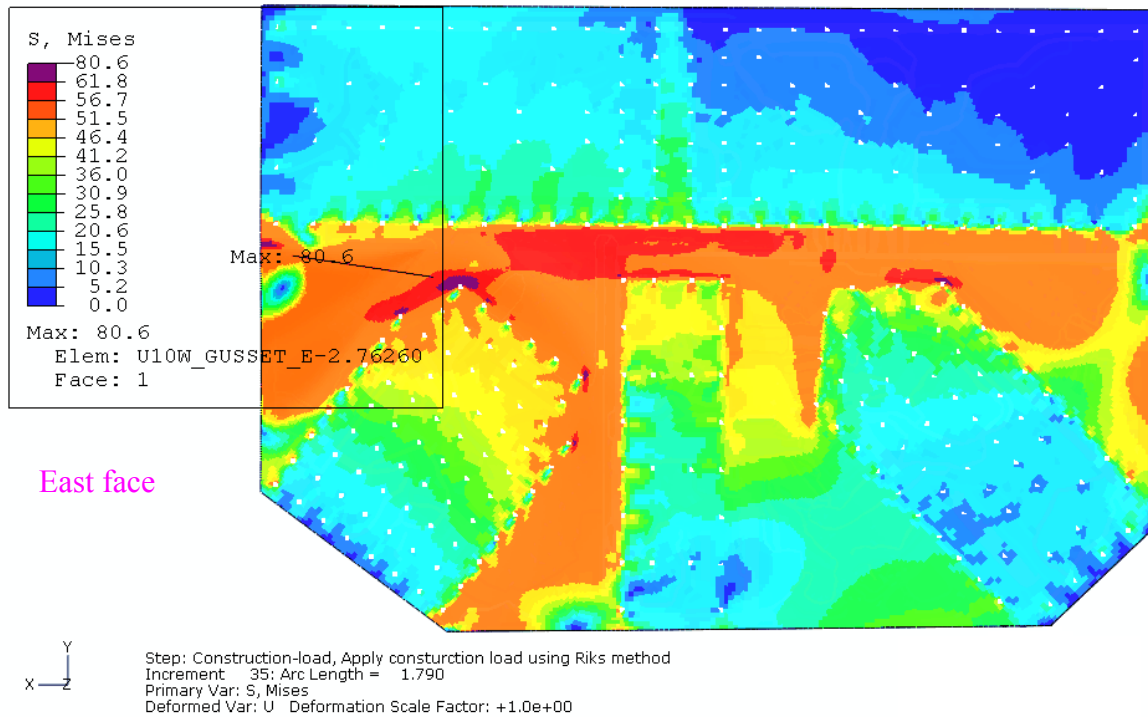 S, Mises
80.6
61.8
56.7
51.5
46.4
41.2
36.0
30.9
25.8
20.6
15.5
10.3
5.2
0.0
Max: 80.6
Elem: U10W_GUSSET_E-2.76260
Face: 1
Max: 80.6
East face
Y
X
Z
Step: Construction-load, Apply consturction load using Riks method
Increment 35: Arc Length = 1.790
Primary Var: S, Mises
Deformed Var: U Deformation Scale Factor: +1.0e+00